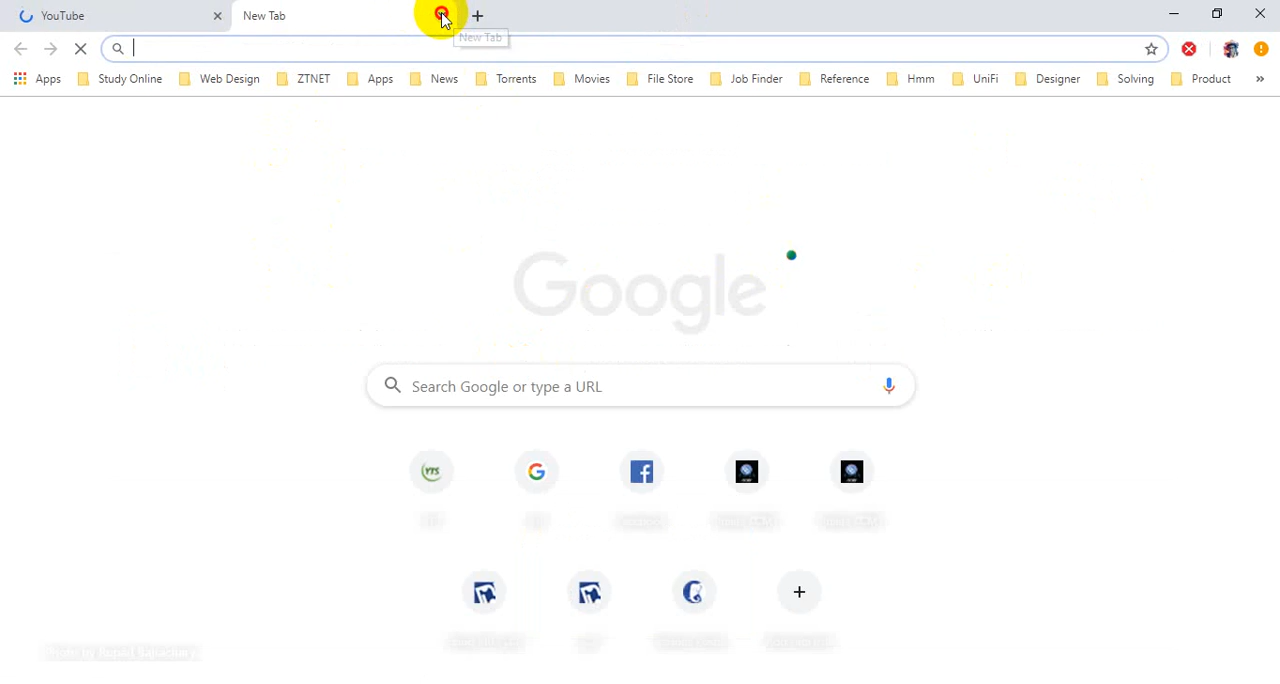 YouTube
New Tab
New Tab
Apps Study Online Web Design ZTNET Apps News Torrents Movies File Store Job Finder Reference Hmm UniFi Designer Solving Product »
Google
Search Google or type a URL
YTS